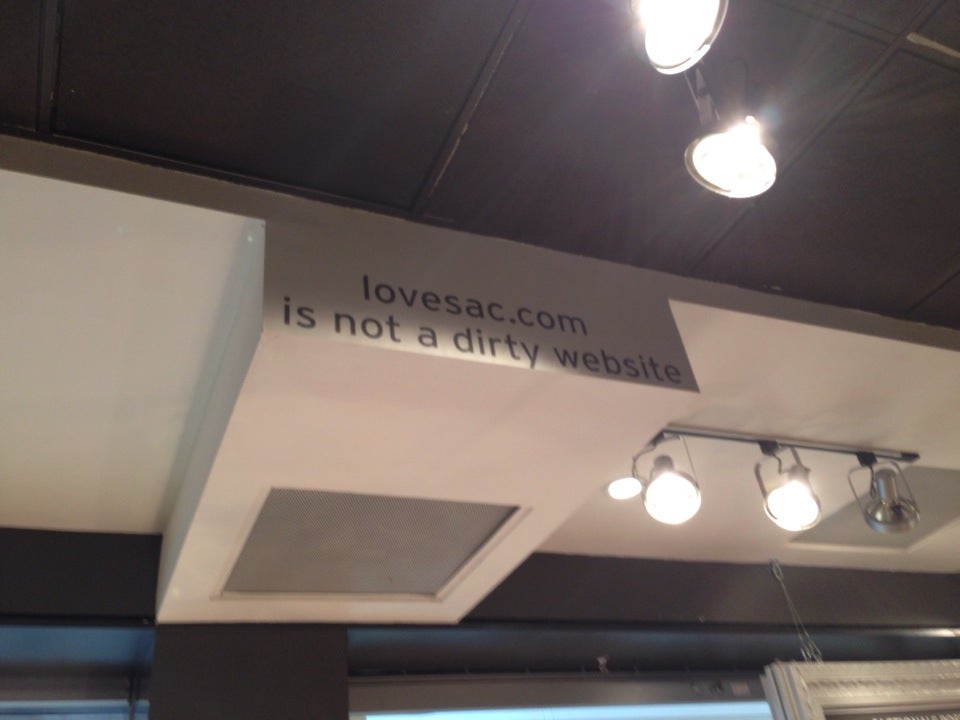 lovesac.com
is not a dirty website